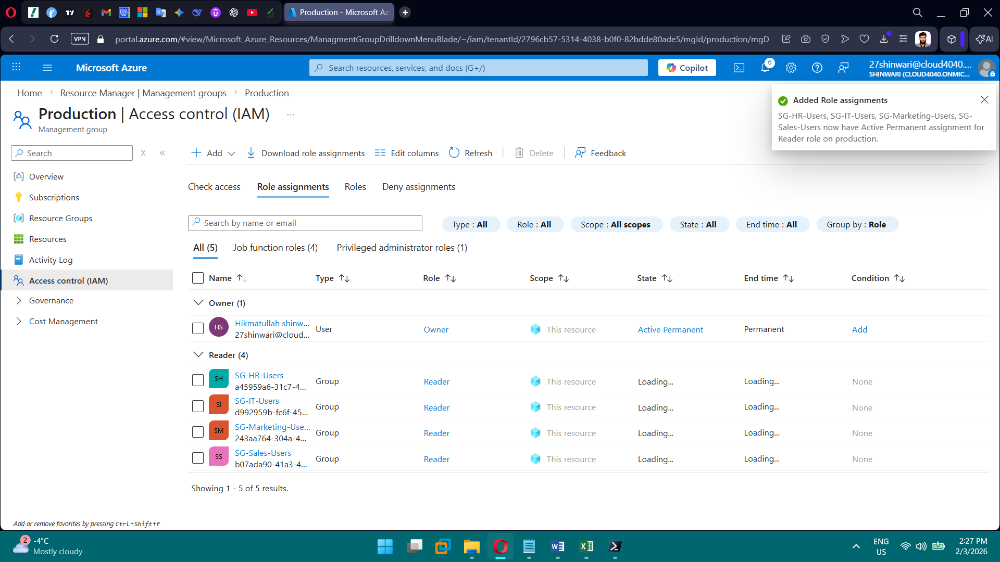 Production - Microsoft Az
VPN
portal.azure.com/#view/Microsoft_Azure_Resources/ManagmentGroupDrilldownMenuBlade/~/iam/tenantId/2796cb57-5314-4038-b0f0-82bdde80ade5/mgId/production/mgD
AI
Microsoft Azure
Search resources, services, and docs (G+/)
Copilot
6
27shinwari@cloud4040....
SHINWARI (CLOUD4040.ONMIC...
Home
Resource Manager | Management groups
Production
Production | Access control (IAM)
...
Management group
Added Role assignments
SG-HR-Users, SG-IT-Users, SG-Marketing-Users, SG-
Sales-Users now have Active Permanent assignment for
Reader role on production.
Search
Add
Download role assignments
Edit columns
Refresh
Delete
Feedback
Overview
Subscriptions
Resource Groups
Resources
Activity Log
Access control (IAM)
Governance
Cost Management
Check access
Role assignments
Roles
Deny assignments
Search by name or email
Type : All
Role : All
Scope : All scopes
State : All
End time : All
Group by : Role
All (5)
Job function roles (4)
Privileged administrator roles (1)
Name
Type
Role
Scope
State
End time
Condition
Owner (1)
HS
Hikmatullah shinw...
27shinwari@cloud...
User
Owner
This resource
Active Permanent
Permanent
Add
Reader (4)
SH
SG-HR-Users
a45959a6-31c7-4...
Group
Reader
This resource
Loading...
Loading...
None
SI
SG-IT-Users
d992959b-fc6f-45...
Group
Reader
This resource
Loading...
Loading...
None
SM
SG-Marketing-Use...
243aa764-304a-4...
Group
Reader
This resource
Loading...
Loading...
None
SS
SG-Sales-Users
b07ada90-41a3-4...
Group
Reader
This resource
Loading...
Loading...
None
Showing 1 - 5 of 5 results.
Add or remove favorites by pressing Ctrl+Shift+F
2
-4°C
Mostly cloudy
ENG
US
2:27 PM
2/3/2026